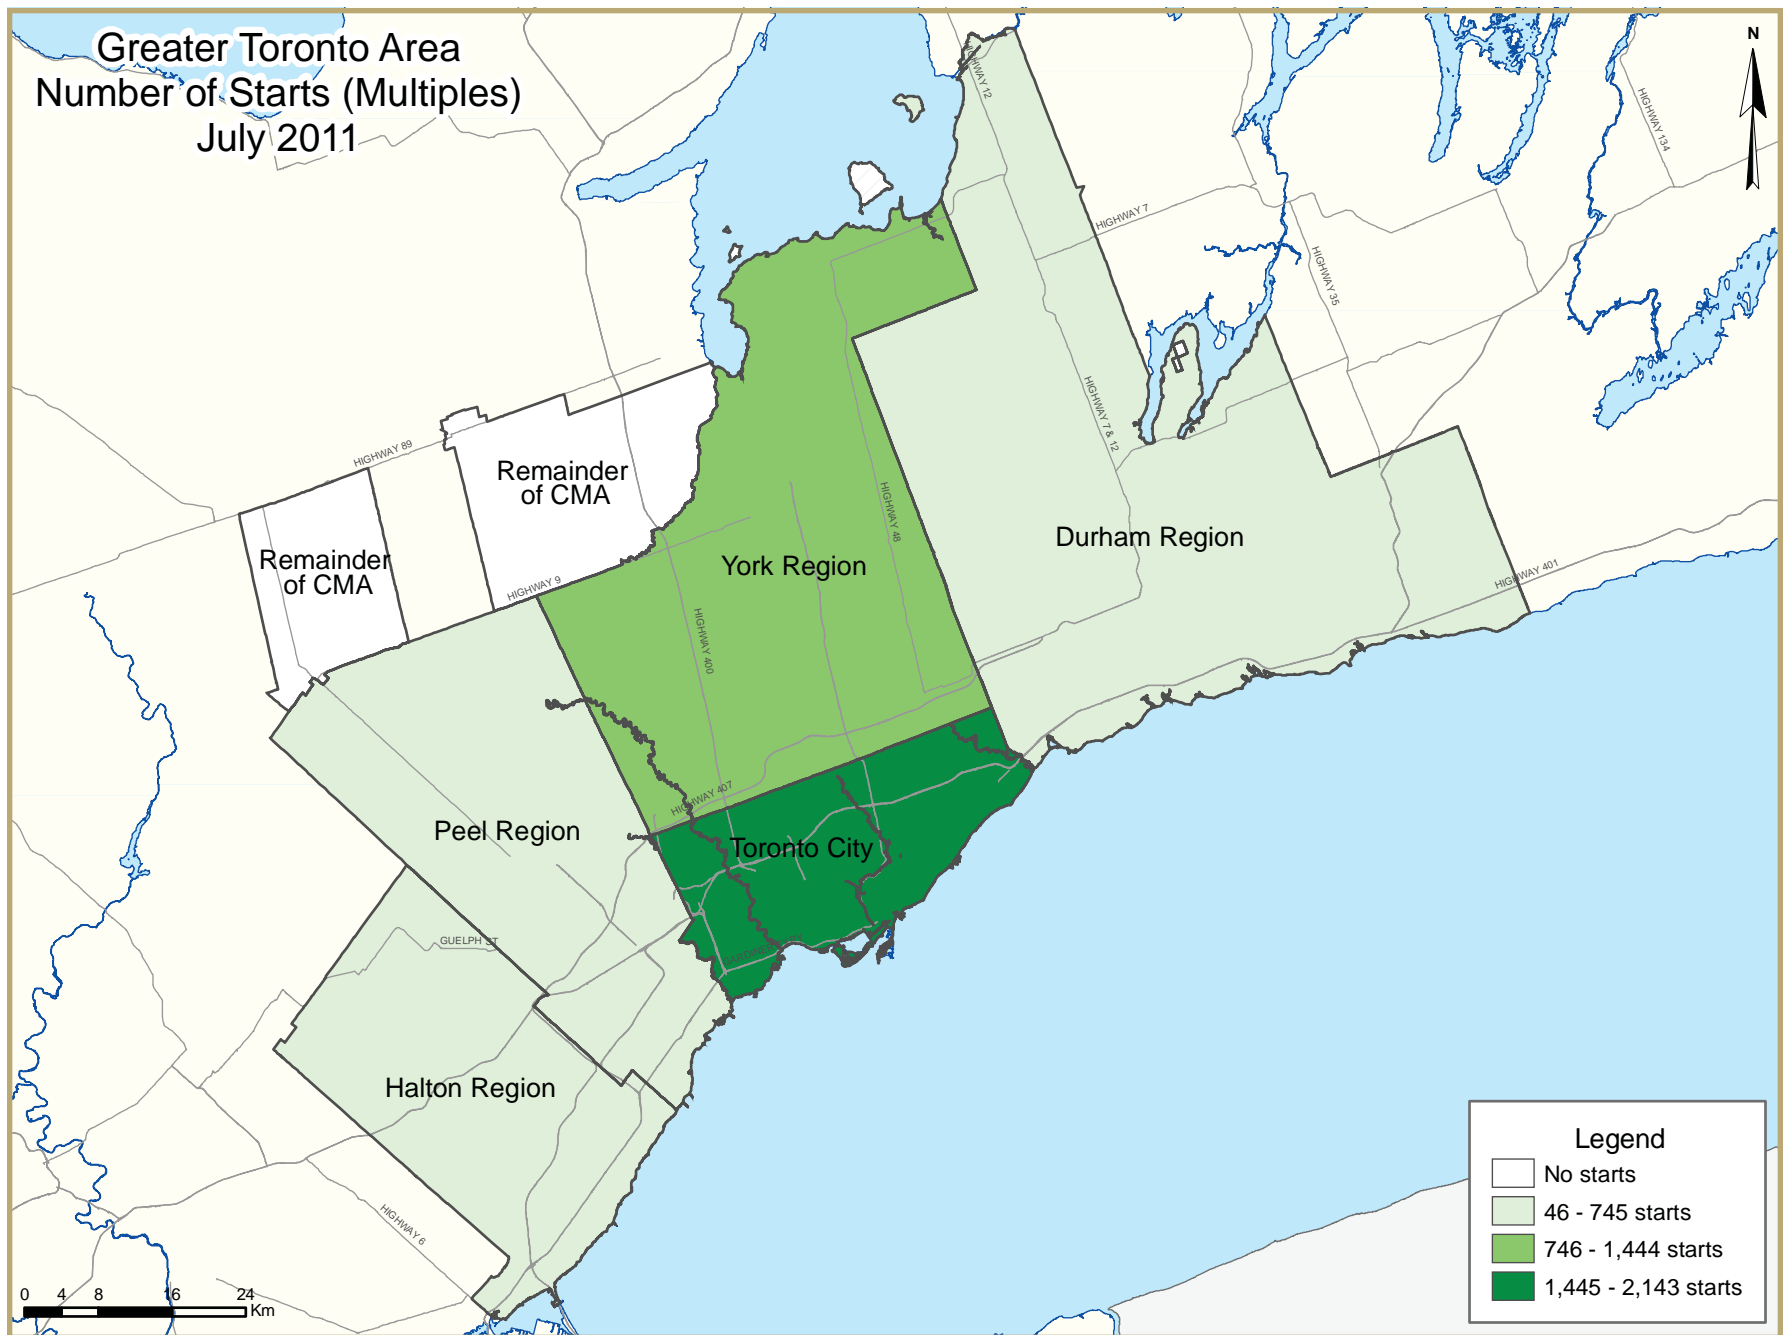 Greater Toronto Area
Number of Starts (Multiples)
July 2011
N
HIGHWAY 12
HIGHWAY 134
HIGHWAY 7
HIGHWAY 35
HIGHWAY 7 & 12
HIGHWAY 89
Remainder
of CMA
Remainder
of CMA
HIGHWAY 48
Durham Region
York Region
HIGHWAY 9
HIGHWAY 401
HIGHWAY 400
HIGHWAY 407
Peel Region
Toronto City
GUELPH ST
Halton Region
HIGHWAY 6
Legend
No starts
46 - 745 starts
746 - 1,444 starts
1,445 - 2,143 starts
0 4 8 16 24
Km